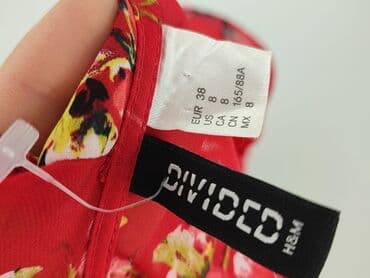 EUR 38
US 8
CA 8
CN 165/88A
MX 8
DIVIDED
H&M